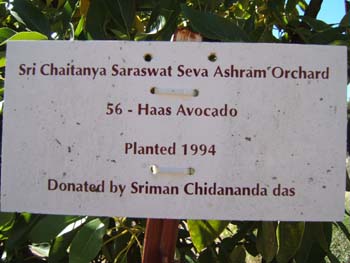 Sri Chaitanya Saraswat Seva Ashram Orchard
56 - Haas Avocado
Planted 1994
Donated by Sriman Chidananda das